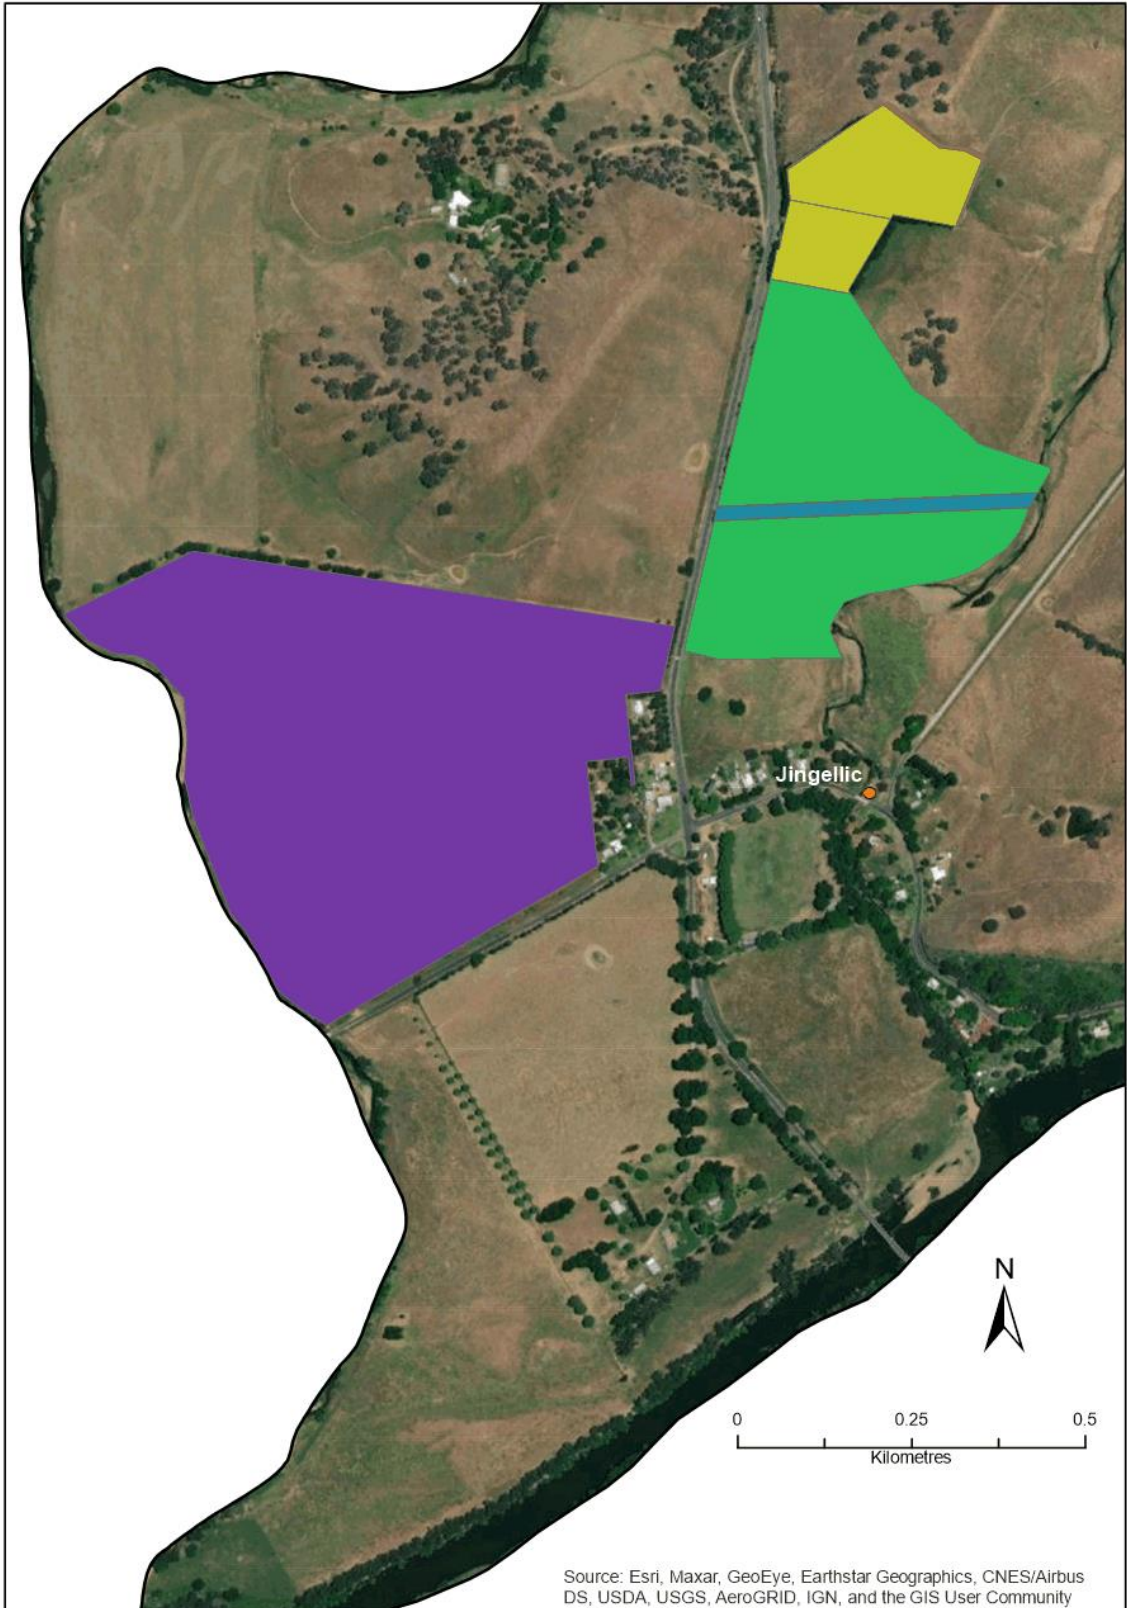 Jingellic
N
0 0.25 0.5
Kilometres
Source: Esri, Maxar, GeoEye, Earthstar Geographics, CNES/Airbus
DS, USDA, USGS, AeroGRID, IGN, and the GIS User Community